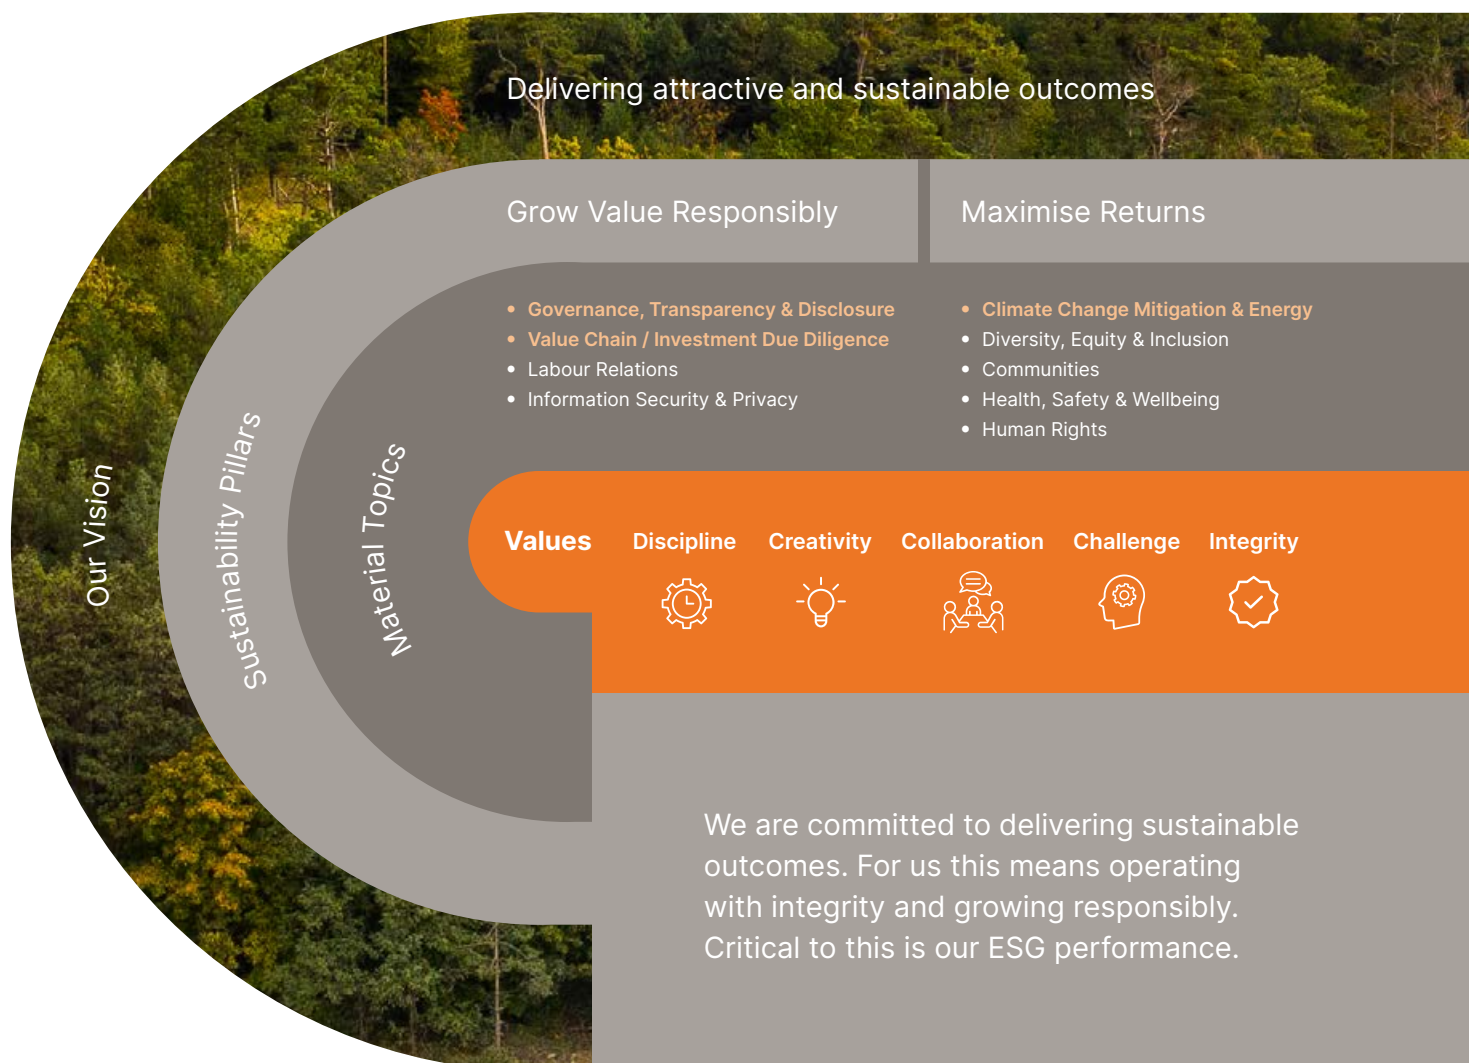 Delivering attractive and sustainable outcomes
Grow Value Responsibly
Maximise Returns
• Governance, Transparency & Disclosure
• Value Chain / Investment Due Diligence
• Labour Relations
• Information Security & Privacy
• Climate Change Mitigation & Energy
• Diversity, Equity & Inclusion
• Communities
• Health, Safety & Wellbeing
• Human Rights
Our Vision
Sustainability Pillars
Material Topics
Values
Discipline
Creativity
Collaboration
Challenge
Integrity
We are committed to delivering sustainable
outcomes. For us this means operating
with integrity and growing responsibly.
Critical to this is our ESG performance.